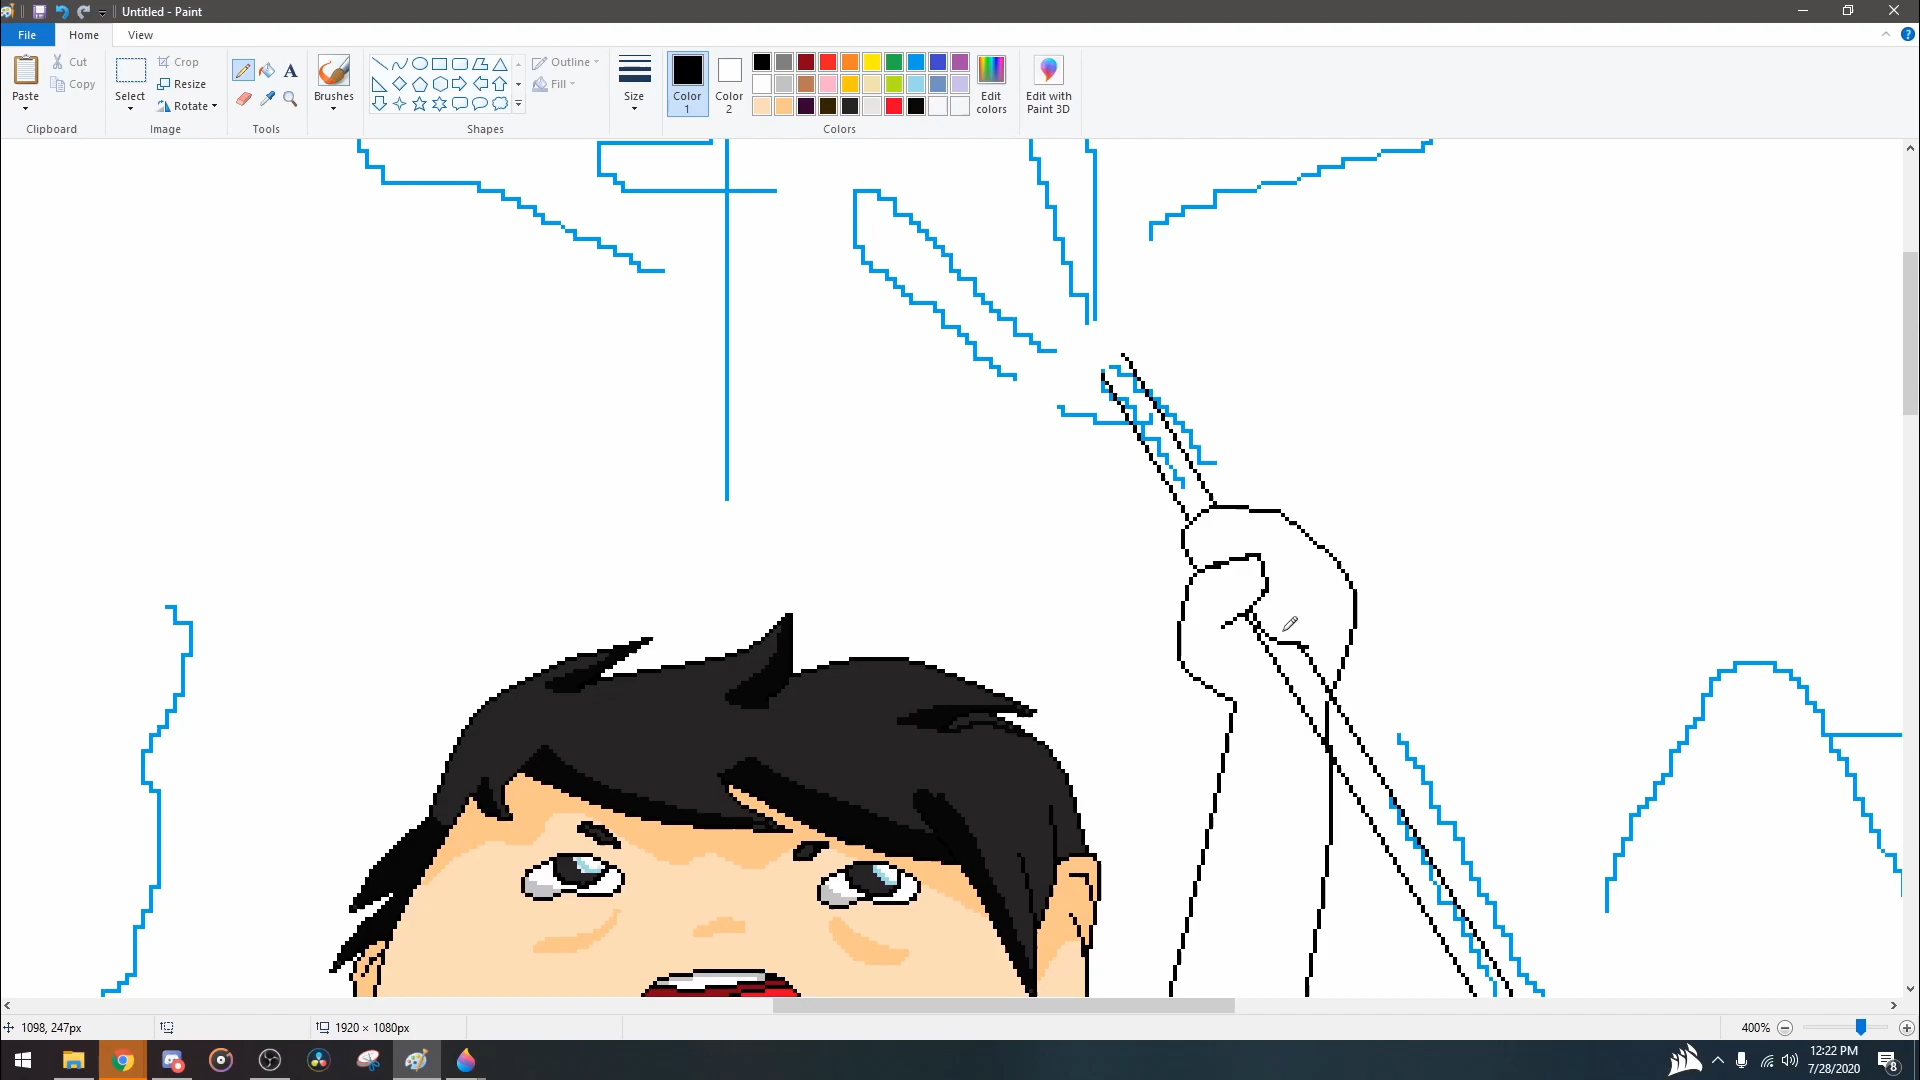 Untitled - Paint
File Home View
Paste
Cut
Copy
Clipboard
Select
Crop
Resize
Rotate
Image
A
Tools
Brushes
Outline
Fill
Shapes
Size
Color 1
Color 2
Colors
Edit colors
Edit with Paint 3D
1098, 247px
1920 × 1080px
400%
12:22 PM
7/28/2020
8